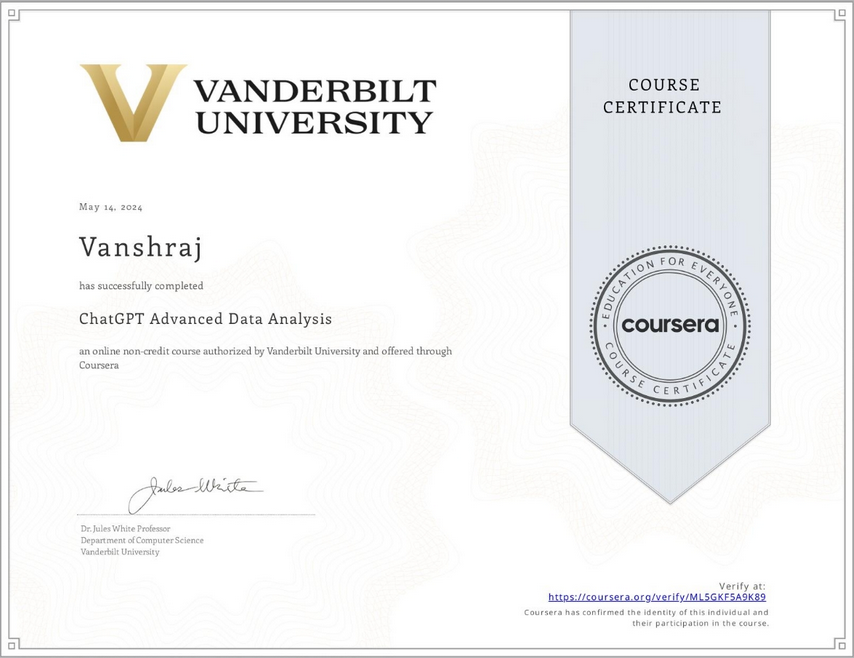 VANDERBILT
UNIVERSITY
COURSE
CERTIFICATE
May 14, 2024
Vanshraj
has successfully completed
ChatGPT Advanced Data Analysis
an online non-credit course authorized by Vanderbilt University and offered through
Coursera
EDUCATION FOR EVERYONE
coursera
COURSE CERTIFICATE
Jules White
Dr. Jules White Professor
Department of Computer Science
Vanderbilt University
Verify at:
https://coursera.org/verify/ML5GKF5A9K89
Coursera has confirmed the identity of this individual and
their participation in the course.